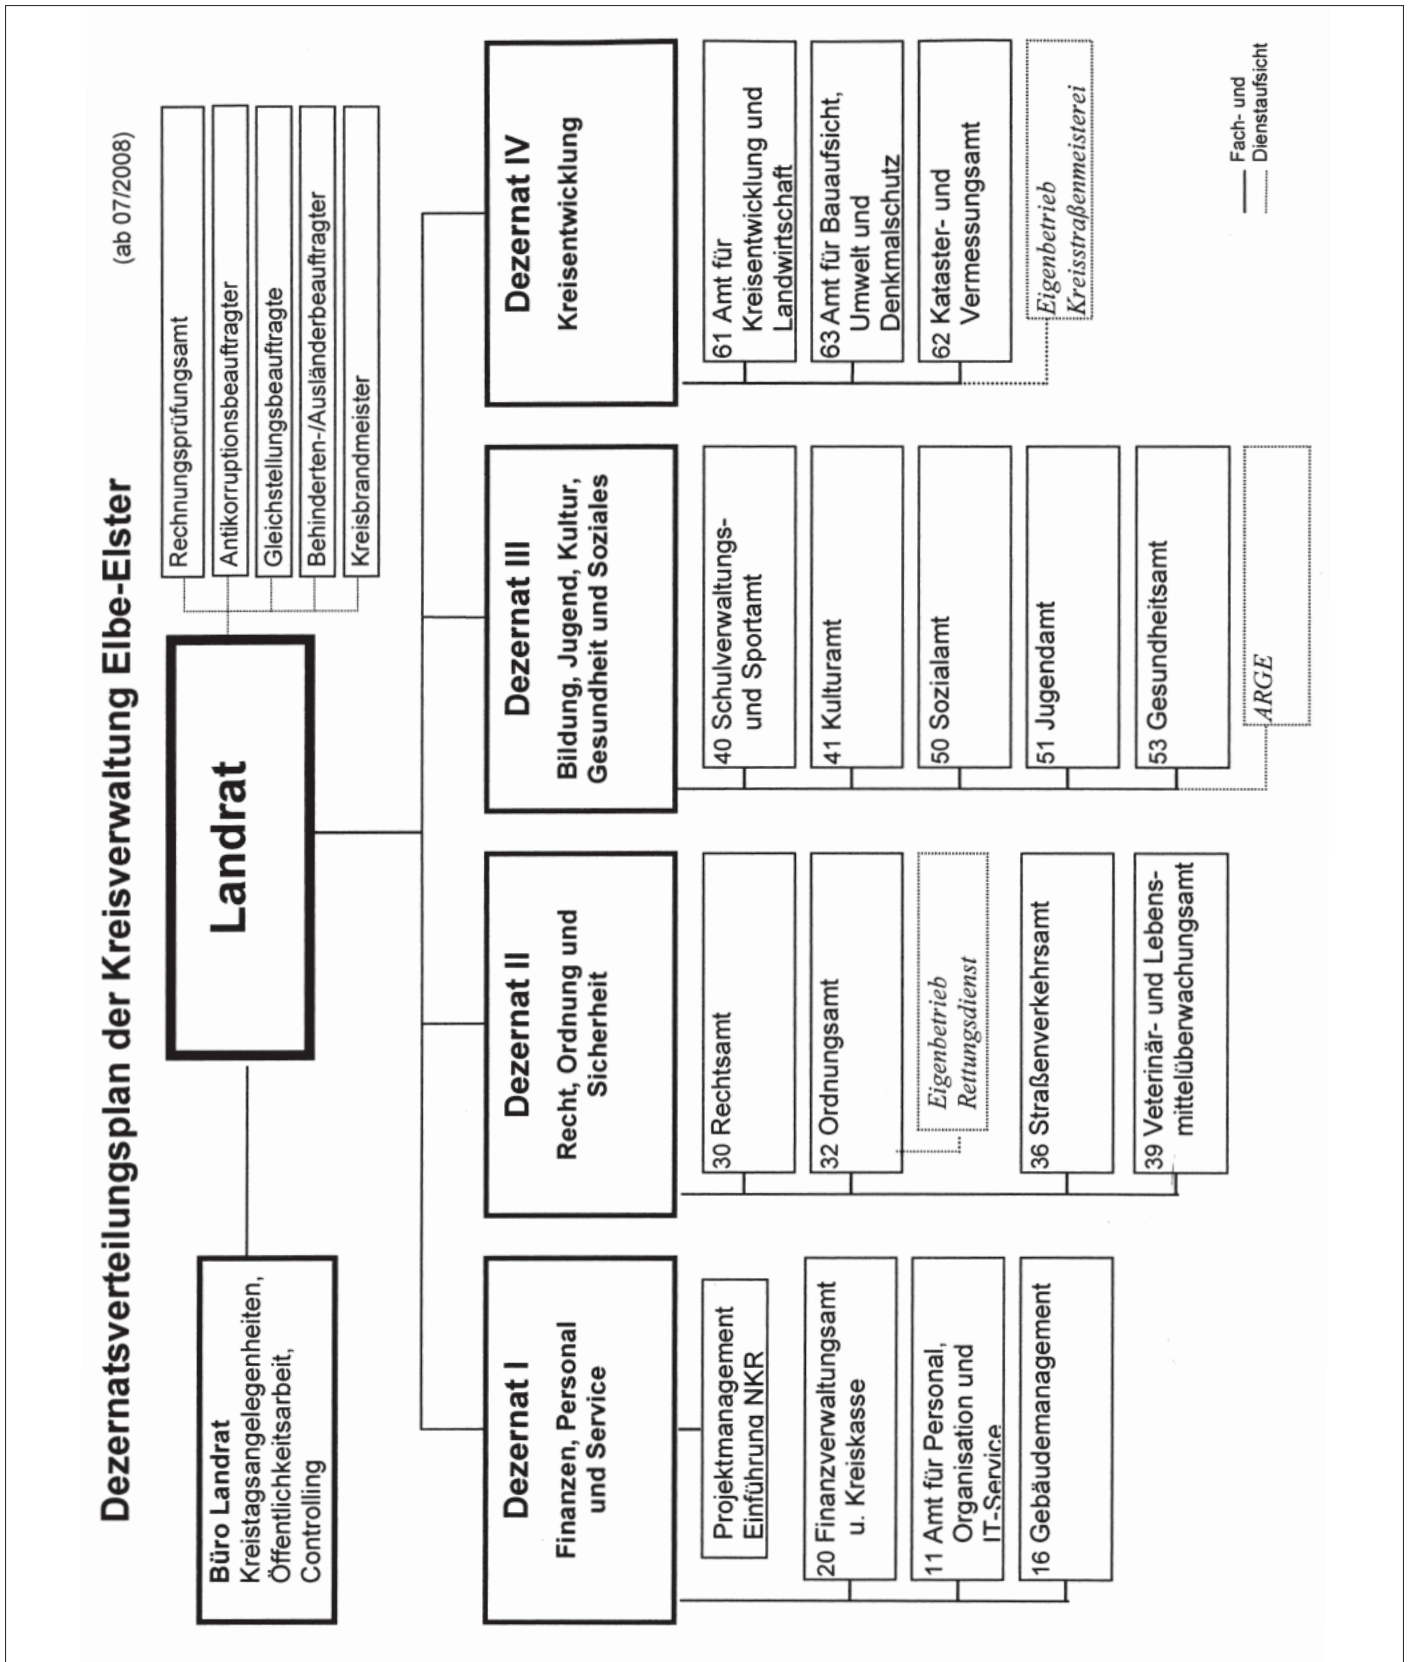 Dezernatsverteilungsplan der Kreisverwaltung Elbe-Elster
(ab 07/2008)
Büro Landrat
Kreistagsangelegenheiten,
Öffentlichkeitsarbeit,
Controlling
Landrat
Rechnungsprüfungsamt
Antikorruptionsbeauftragter
Gleichstellungsbeauftragte
Behinderten-/Ausländerbeauftragter
Kreisbrandmeister
Dezernat I
Finanzen, Personal
und Service
Projektmanagement
Einführung NKR
20 Finanzverwaltungsamt
u. Kreiskasse
11 Amt für Personal,
Organisation und
IT-Service
16 Gebäudemanagement
Dezernat II
Recht, Ordnung und
Sicherheit
30 Rechtsamt
32 Ordnungsamt
Eigenbetrieb
Rettungsdienst
36 Straßenverkehrsamt
39 Veterinär- und Lebens-
mittelüberwachungsamt
Dezernat III
Bildung, Jugend, Kultur,
Gesundheit und Soziales
40 Schulverwaltungs-
und Sportamt
41 Kulturamt
50 Sozialamt
51 Jugendamt
53 Gesundheitsamt
ARGE
Dezernat IV
Kreisentwicklung
61 Amt für
Kreisentwicklung und
Landwirtschaft
63 Amt für Bauaufsicht,
Umwelt und
Denkmalschutz
62 Kataster- und
Vermessungsamt
Eigenbetrieb
Kreisstraßenmeisterei
Fach- und
Dienstaufsicht